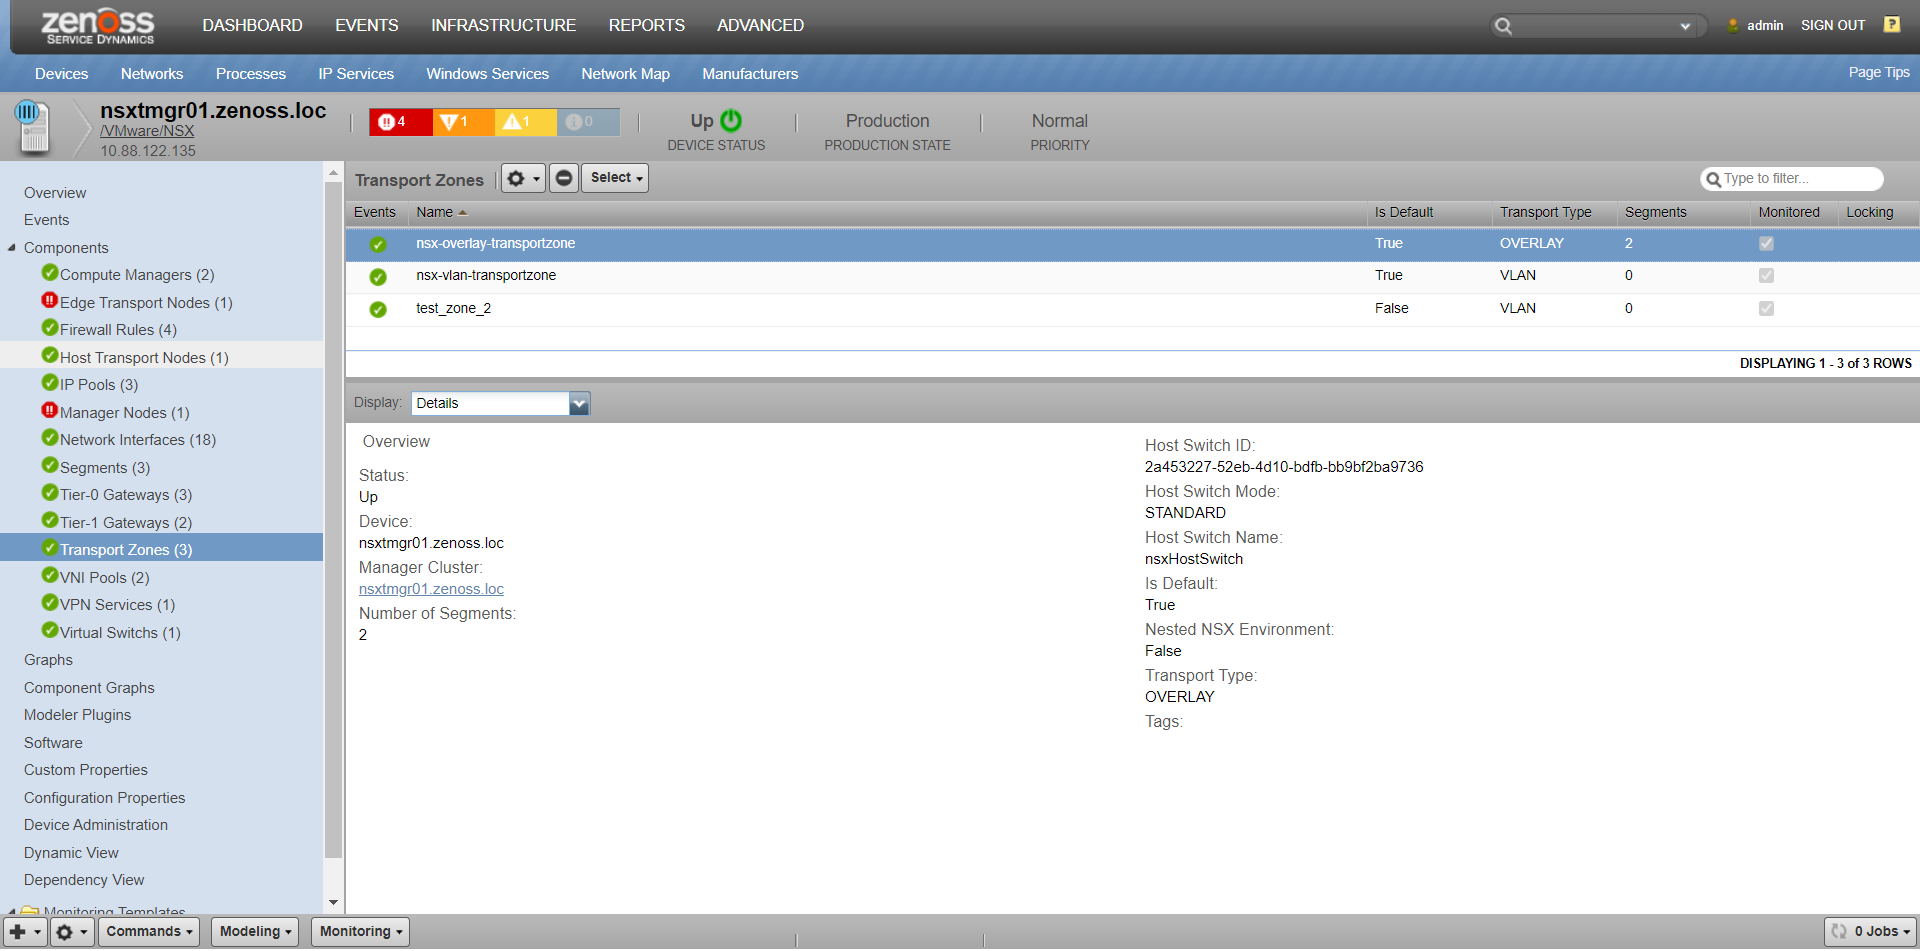 zenoss
SERVICE DYNAMICS
DASHBOARD EVENTS INFRASTRUCTURE REPORTS ADVANCED
admin SIGN OUT ?
Devices Networks Processes IP Services Windows Services Network Map Manufacturers
Page Tips
nsxtmgr01.zenoss.loc
/VMware/NSX
10.88.122.135
4 1 1 0
Up
DEVICE STATUS
Production
PRODUCTION STATE
Normal
PRIORITY
Overview
Events
Components
Compute Managers (2)
Edge Transport Nodes (1)
Firewall Rules (4)
Host Transport Nodes (1)
IP Pools (3)
Manager Nodes (1)
Network Interfaces (18)
Segments (3)
Tier-0 Gateways (3)
Tier-1 Gateways (2)
Transport Zones (3)
VNI Pools (2)
VPN Services (1)
Virtual Switchs (1)
Graphs
Component Graphs
Modeler Plugins
Software
Custom Properties
Configuration Properties
Device Administration
Dynamic View
Dependency View
Monitoring Templates
Transport Zones Select
Type to filter...
Events Name Is Default Transport Type Segments Monitored Locking
nsx-overlay-transportzone True OVERLAY 2
nsx-vlan-transportzone True VLAN 0
test_zone_2 False VLAN 0
DISPLAYING 1 - 3 of 3 ROWS
Display: Details
Overview
Status:
Up
Device:
nsxtmgr01.zenoss.loc
Manager Cluster:
nsxtmgr01.zenoss.loc
Number of Segments:
2
Host Switch ID:
2a453227-52eb-4d10-bdfb-bb9bf2ba9736
Host Switch Mode:
STANDARD
Host Switch Name:
nsxHostSwitch
Is Default:
True
Nested NSX Environment:
False
Transport Type:
OVERLAY
Tags:
Commands Modeling Monitoring
0 Jobs